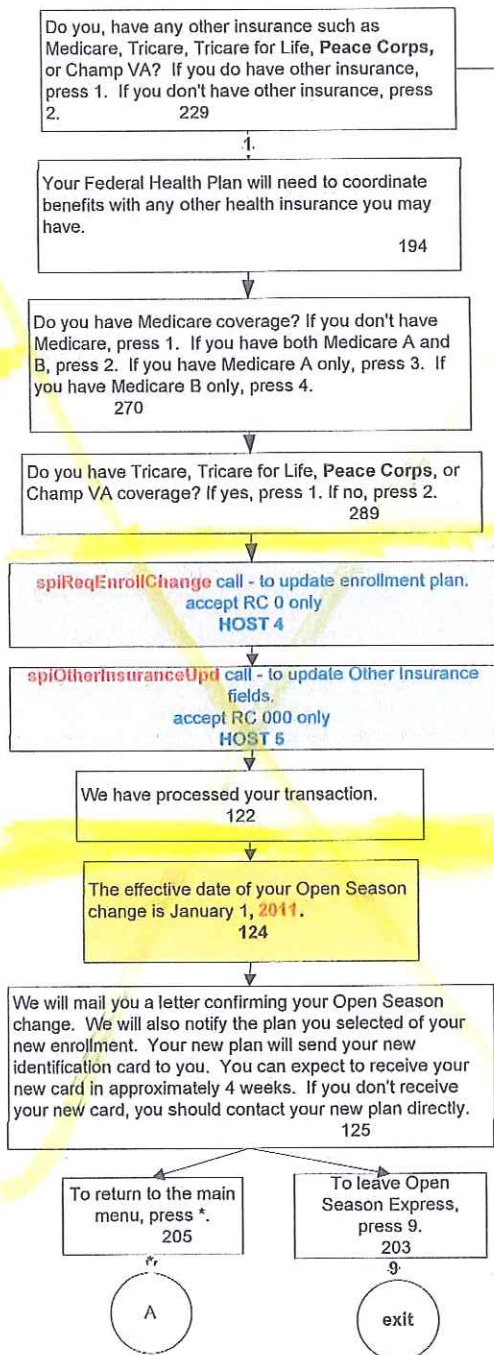 Do you, have any other insurance such as
Medicare, Tricare, Tricare for Life, Peace Corps,
or Champ VA? If you do have other insurance,
press 1. If you don't have other insurance, press
2. 229
1.
Your Federal Health Plan will need to coordinate
benefits with any other health insurance you may
have.
194
Do you have Medicare coverage? If you don't have
Medicare, press 1. If you have both Medicare A and
B, press 2. If you have Medicare A only, press 3. If
you have Medicare B only, press 4.
270
Do you have Tricare, Tricare for Life, Peace Corps, or
Champ VA coverage? If yes, press 1. If no, press 2.
289
spiReqEnrollChange call - to update enrollment plan.
accept RC 0 only
HOST 4
spiOtherInsuranceUpd call - to update Other Insurance
fields.
accept RC 000 only
HOST 5
We have processed your transaction.
122
The effective date of your Open Season
change is January 1, 2011.
124
We will mail you a letter confirming your Open Season
change. We will also notify the plan you selected of your
new enrollment. Your new plan will send your new
identification card to you. You can expect to receive your
new card in approximately 4 weeks. If you don't receive
your new card, you should contact your new plan directly.
125
To return to the main
menu, press *.
205
*,
A
To leave Open
Season Express,
press 9.
203
9
exit